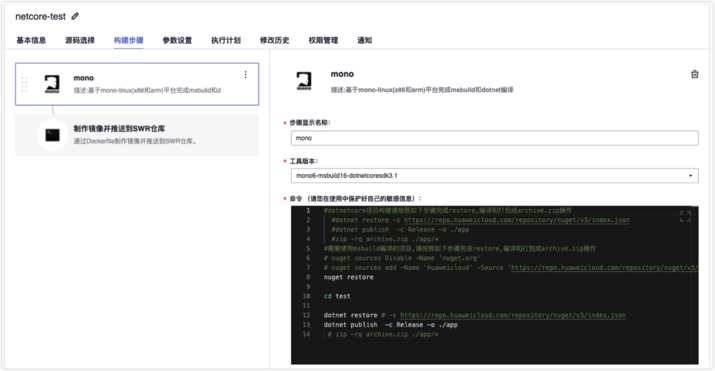 netcore-test
基本信息 源码选择 构建步骤 参数设置 执行计划 修改历史 权限管理 通知
mono
描述:基于mono-linux(x86和arm)平台完成msbuild和d
制作镜像并推送到SWR仓库
通过Dockerfile制作镜像并推送到SWR仓库。
mono
描述:基于mono-linux(x86和arm)平台完成msbuild和dotnet编译
* 步骤显示名称:
mono
* 工具版本:
mono6-msbuild16-dotnetcoresdk3.1
* 命令 （请您在使用中保护好自己的敏感信息）:
1 #dotnetcore项目构建请按照如下步骤完成restore,编译和打包成archive.zip操作
2 #dotnet restore -s https://repo.huaweicloud.com/repository/nuget/v3/index.json
3 #dotnet publish -c Release -o ./app
4 #zip -rq archive.zip ./app/*
5 #需要使用msbuild编译的项目,请按照如下步骤完成restore,编译和打包成archive.zip操作
6 # nuget sources Disable -Name 'nuget.org'
7 # nuget sources add -Name 'huaweicloud' -Source 'https://repo.huaweicloud.com/repository/nuget/v3/
8 nuget restore
9
10 cd test
11
12 dotnet restore # -s https://repo.huaweicloud.com/repository/nuget/v3/index.json
13 dotnet publish -c Release -o ./app
14 # zip -rq archive.zip ./app/*